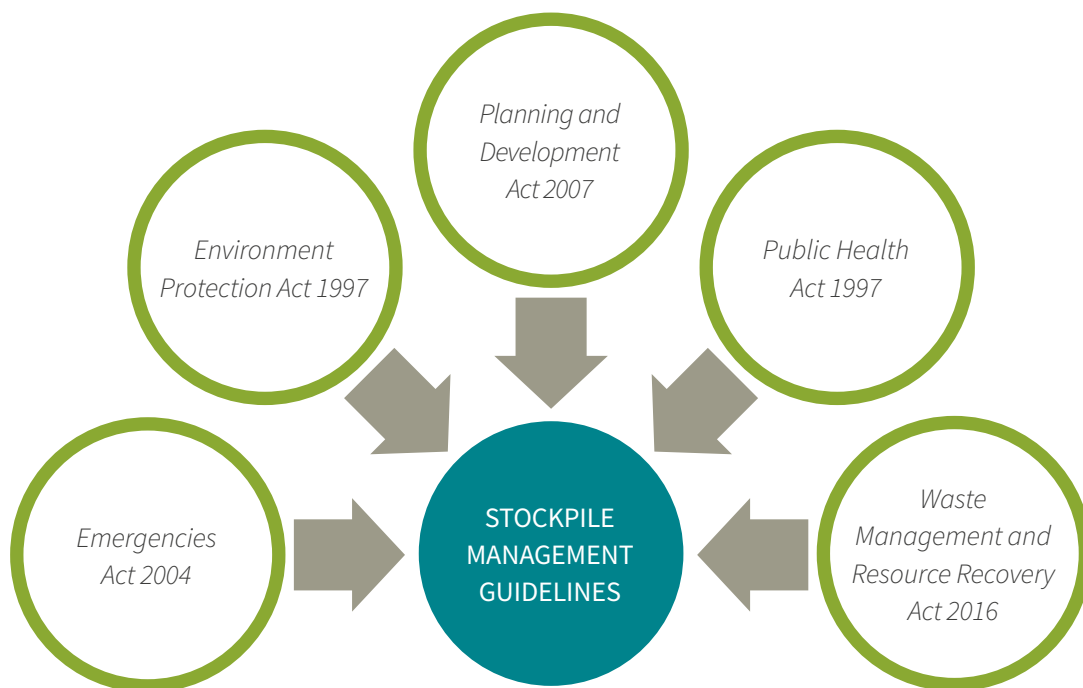 Planning and
Development
Act 2007
Environment
Protection Act 1997
Public Health
Act 1997
Emergencies
Act 2004
STOCKPILE
MANAGEMENT
GUIDELINES
Waste
Management and
Resource Recovery
Act 2016